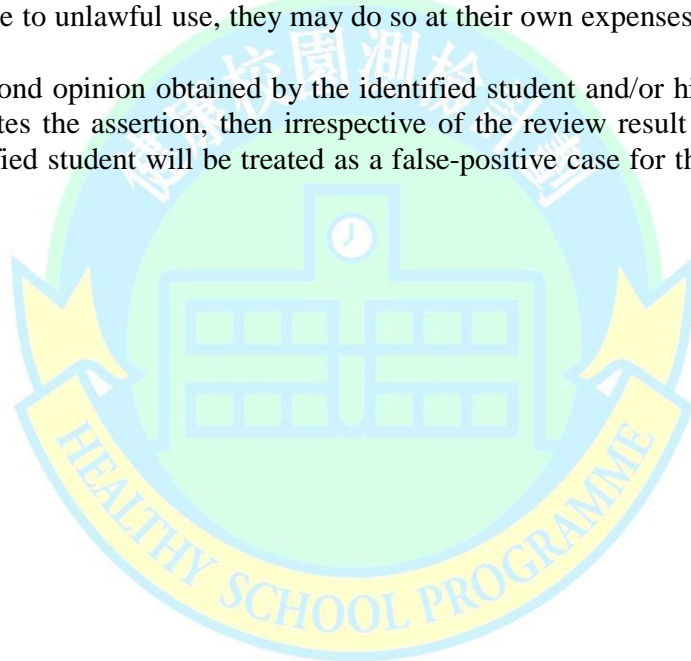 e to unlawful use, they may do so at their own expenses
ond opinion obtained by the identified student and/or hi
tes the assertion, then irrespective of the review result
fied student will be treated as a false-positive case for th
健康校園測檢計劃
HEALTHY SCHOOL PROGRAMME